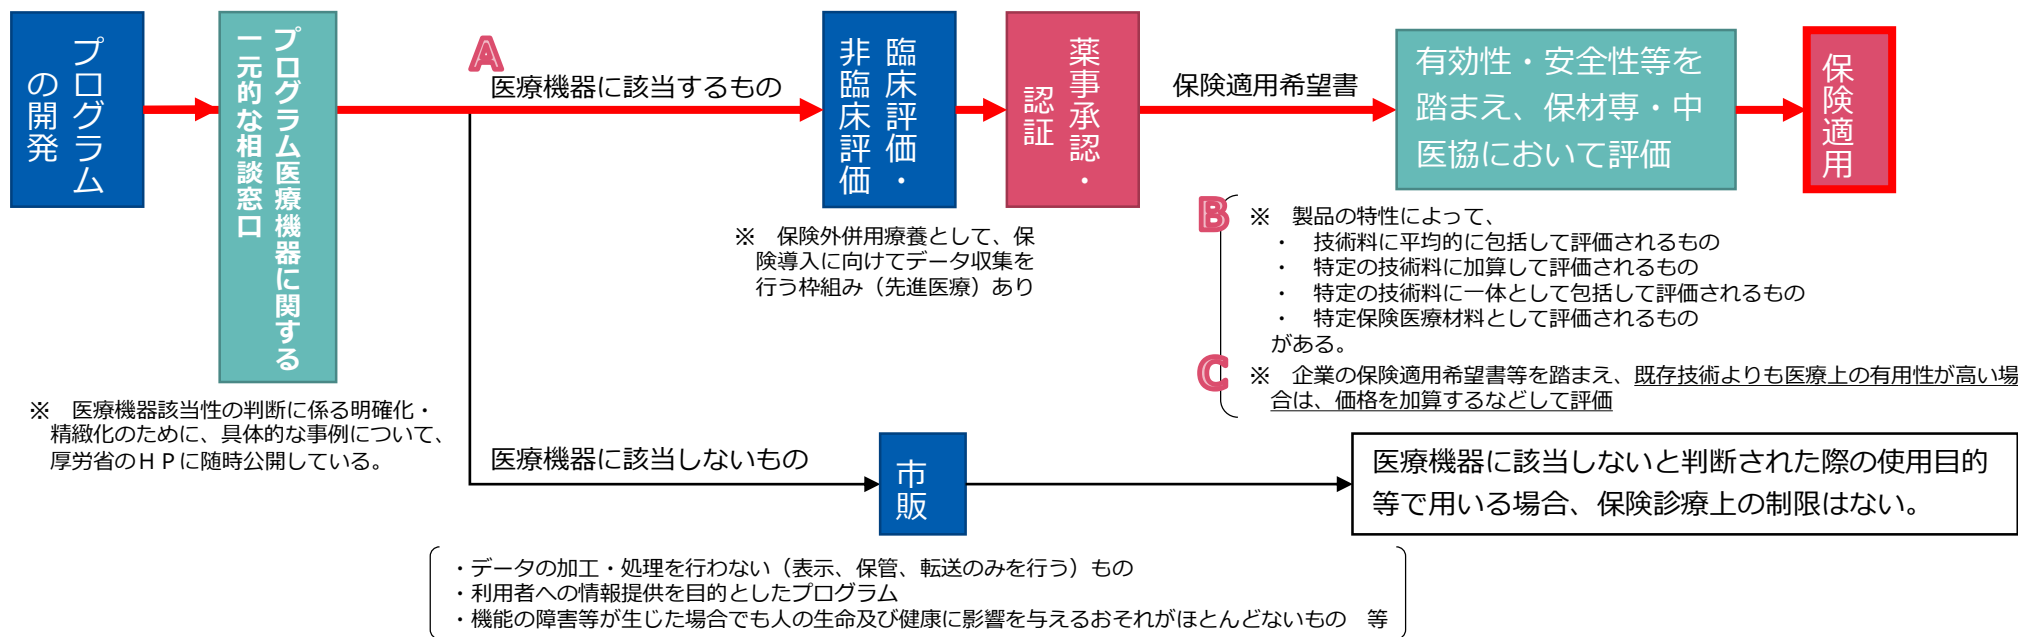 プログラム
の開発
プログラム医療機器に関する
一元的な相談窓口
※　医療機器該当性の判断に係る明確化・
精緻化のために、具体的な事例について、
厚労省のＨＰに随時公開している。
A
医療機器に該当するもの
臨床評価・
非臨床評価
※　保険外併用療養として、保
険導入に向けてデータ収集を
行う枠組み（先進医療）あり
薬事承認・
認証
保険適用希望書
有効性・安全性等を
踏まえ、保材専・中
医協において評価
保険適用
B
※　製品の特性によって、
・　技術料に平均的に包括して評価されるもの
・　特定の技術料に加算して評価されるもの
・　特定の技術料に一体として包括して評価されるもの
・　特定保険医療材料として評価されるもの
がある。
C
※　企業の保険適用希望書等を踏まえ、既存技術よりも医療上の有用性が高い場
合は、価格を加算するなどして評価
医療機器に該当しないもの
市販
医療機器に該当しないと判断された際の使用目的
等で用いる場合、保険診療上の制限はない。
・データの加工・処理を行わない（表示、保管、転送のみを行う）もの
・利用者への情報提供を目的としたプログラム
・機能の障害等が生じた場合でも人の生命及び健康に影響を与えるおそれがほとんどないもの　等